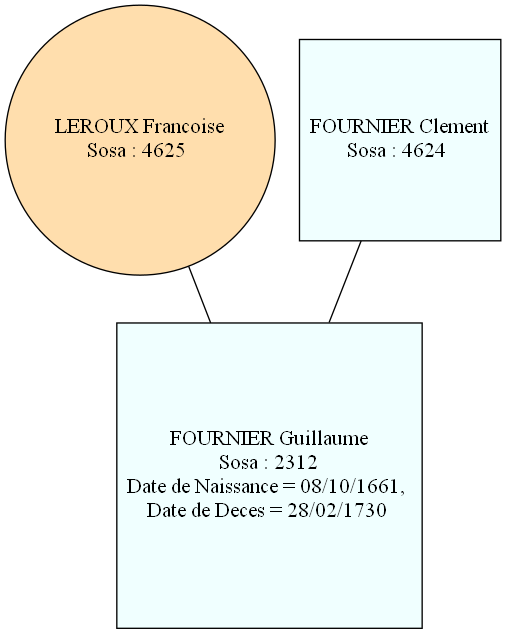 LEROUX Francoise
Sosa : 4625
FOURNIER Clement
Sosa : 4624
FOURNIER Guillaume
Sosa : 2312
Date de Naissance = 08/10/1661,
Date de Deces = 28/02/1730